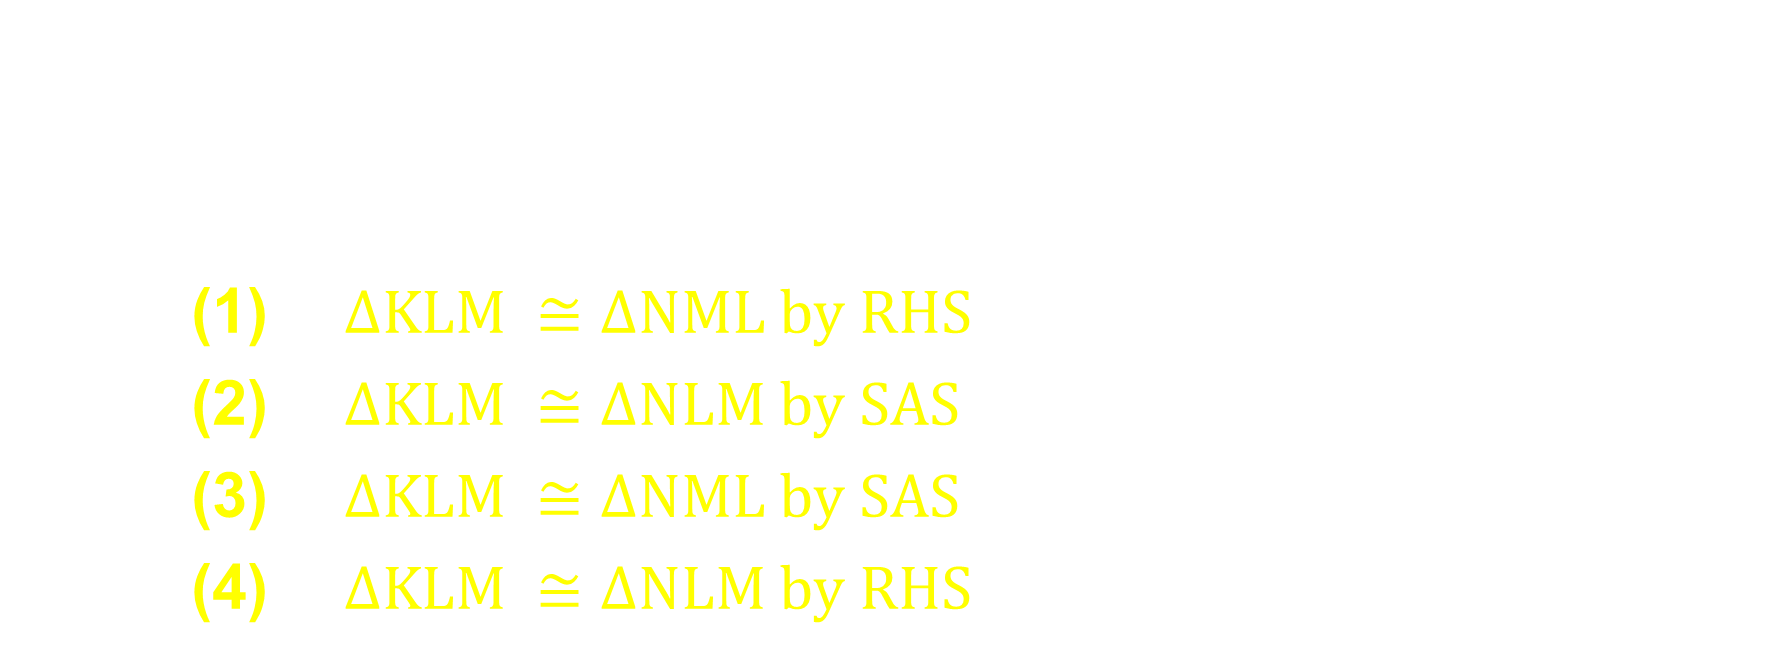 (1) ΔKLM ≅ ΔNML by RHS
(2) ΔKLM ≅ ΔNLM by SAS
(3) ΔKLM ≅ ΔNML by SAS
(4) ΔKLM ≅ ΔNLM by RHS